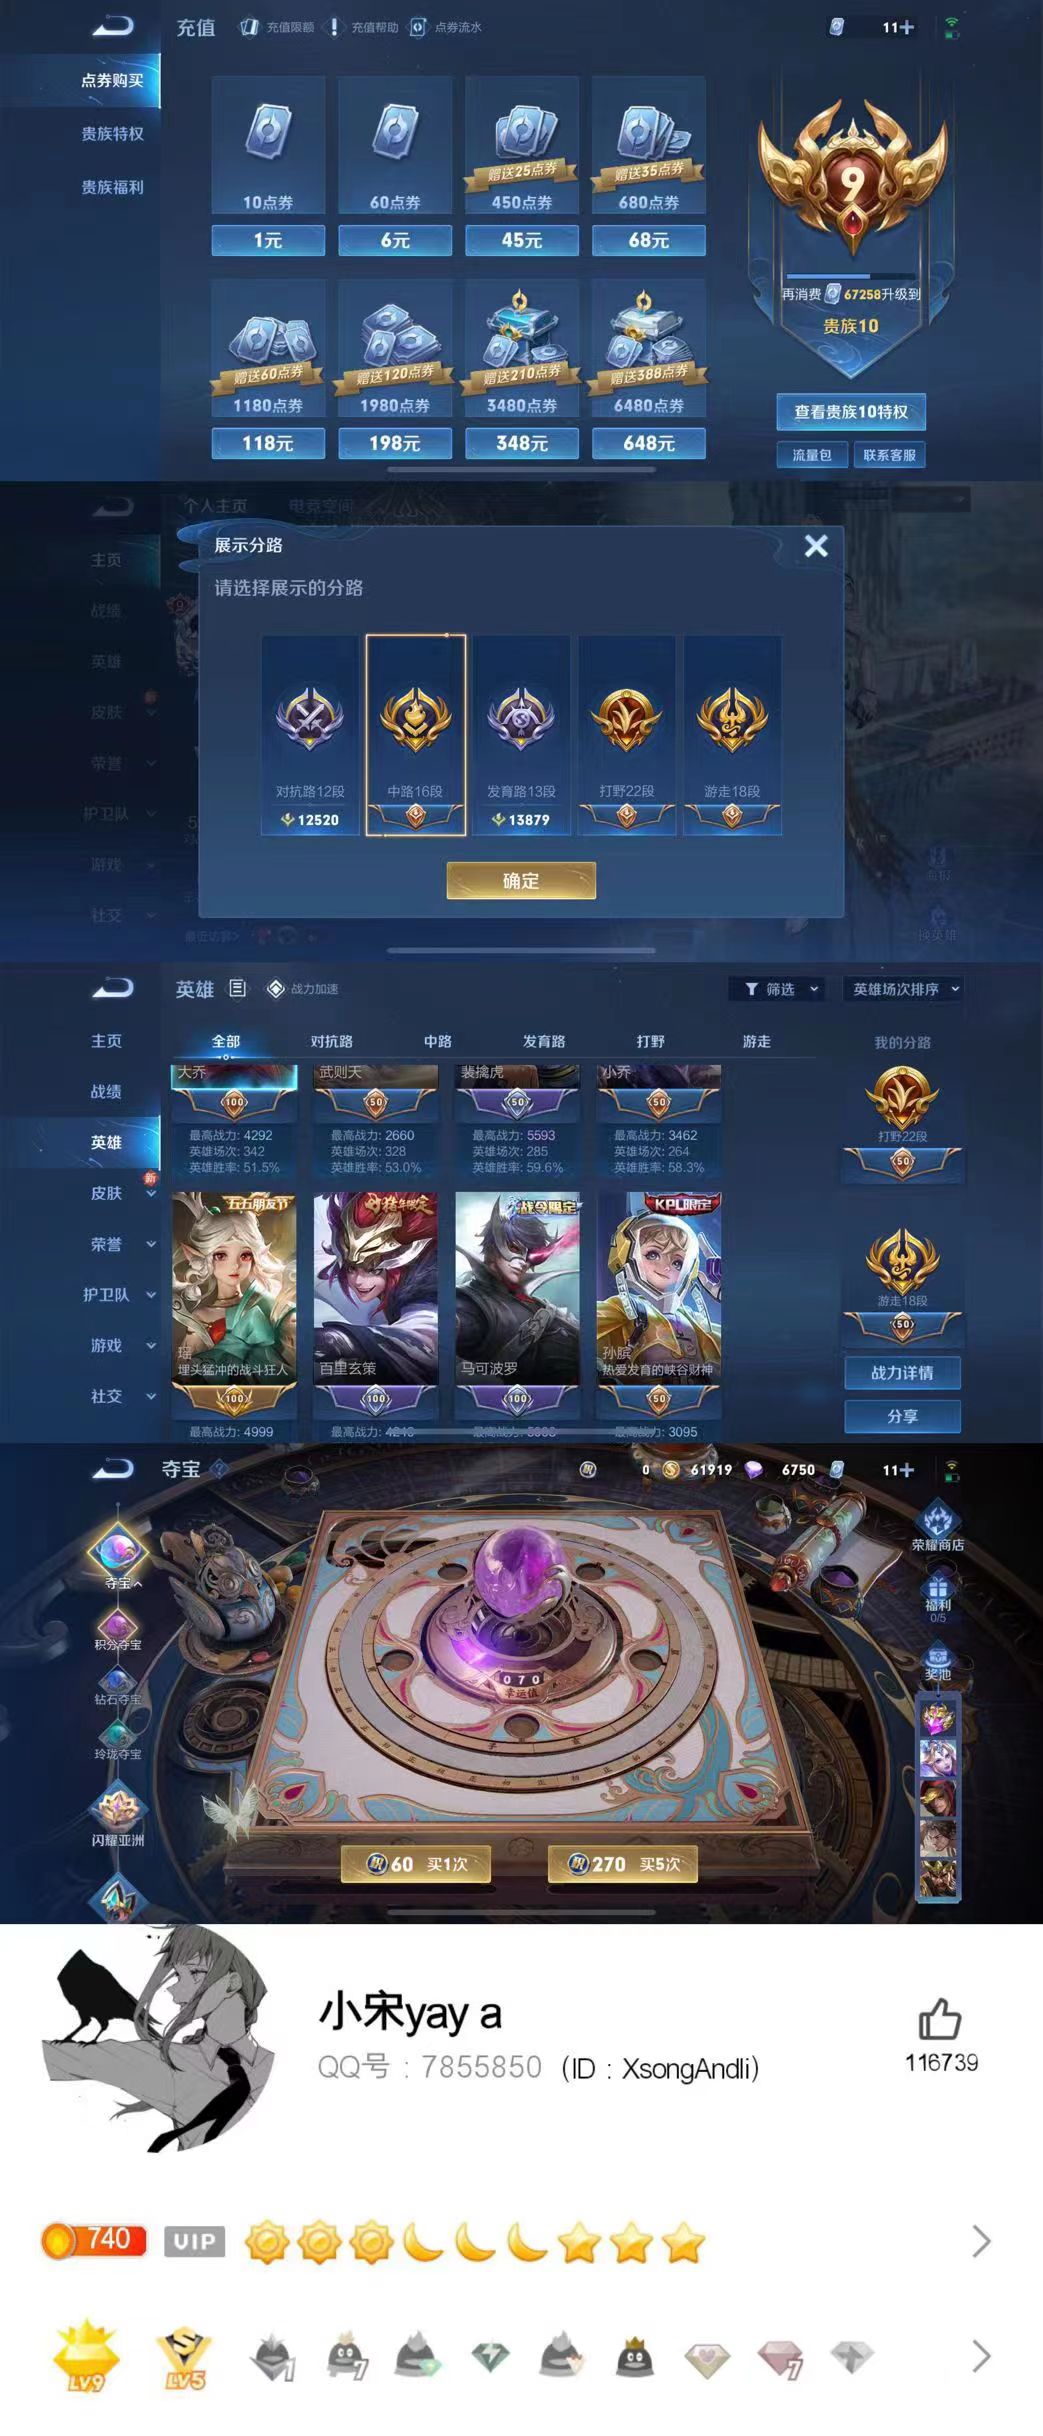 充值
充值限额
充值帮助
点券流水
11+
点券购买
贵族特权
贵族福利
10点券
60点券
赠送25点券
450点券
赠送35点券
680点券
1元
6元
45元
68元
赠送60点券
1180点券
赠送120点券
1980点券
赠送210点券
3480点券
赠送388点券
6480点券
118元
198元
348元
648元
9
再消费 67258升级到
贵族10
查看贵族10特权
流量包
联系客服
个人主页
电竞空间
主页
战绩
英雄
皮肤
荣誉
护卫队
游戏
社交
展示分路
请选择展示的分路
对抗路12段
中路16段
发育路13段
打野22段
游走18段
12520
13879
确定
最近访客>
海报
换英雄
英雄
战力加速
筛选
英雄场次排序
主页
战绩
英雄
新
皮肤
荣誉
护卫队
游戏
社交
全部
对抗路
中路
发育路
打野
游走
我的分路
大乔
武则天
裴擒虎
小乔
100
50
50
50
最高战力: 4292
英雄场次: 342
英雄胜率: 51.5%
最高战力: 2660
英雄场次: 328
英雄胜率: 53.0%
最高战力: 5593
英雄场次: 285
英雄胜率: 59.6%
最高战力: 3462
英雄场次: 264
英雄胜率: 58.3%
五五朋友节
战令限定
KPL限定
瑶
埋头猛冲的战斗狂人
百里玄策
马可波罗
孙膑
热爱发育的峡谷财神
100
100
100
50
最高战力: 4999
最高战力: 3095
打野22段
50
游走18段
50
战力详情
分享
夺宝
0
61919
6750
11+
夺宝
积分夺宝
钻石夺宝
玲珑夺宝
闪耀亚洲
荣耀商店
福利
0/5
奖池
070
幸运值
积60 买1次
积270 买5次
小宋yay a
QQ号：7855850（ID：XsongAndli）
116739
740
VIP
LV9
LV5
1
7
7